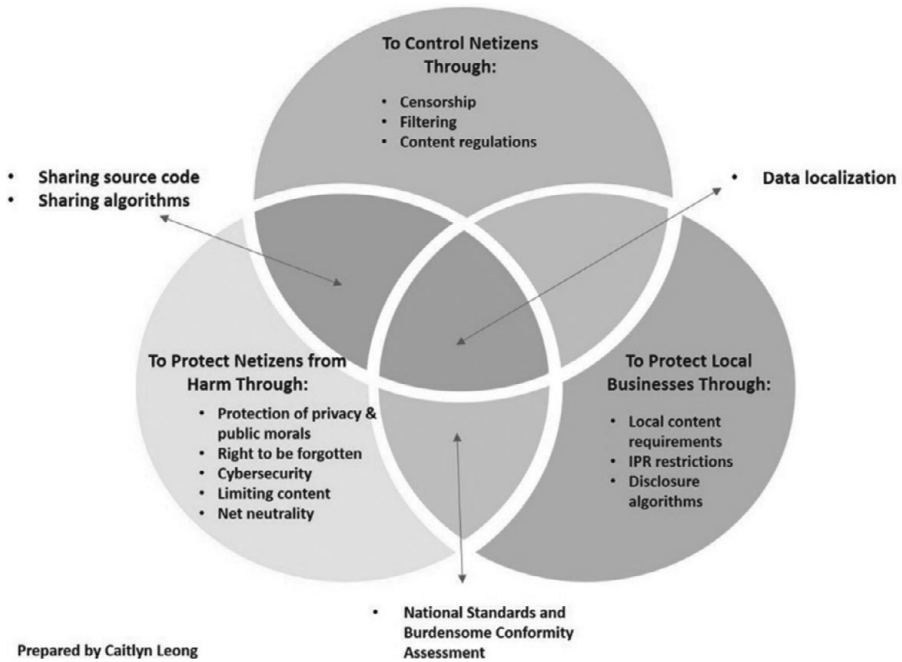 To Control Netizens
Through:
• Censorship
• Filtering
• Content regulations
• Sharing source code
• Sharing algorithms
• Data localization
To Protect Netizens from
Harm Through:
• Protection of privacy &
public morals
• Right to be forgotten
• Cybersecurity
• Limiting content
• Net neutrality
To Protect Local
Businesses Through:
• Local content
requirements
• IPR restrictions
• Disclosure
algorithms
• National Standards and
Burdensome Conformity
Assessment
Prepared by Caitlyn Leong